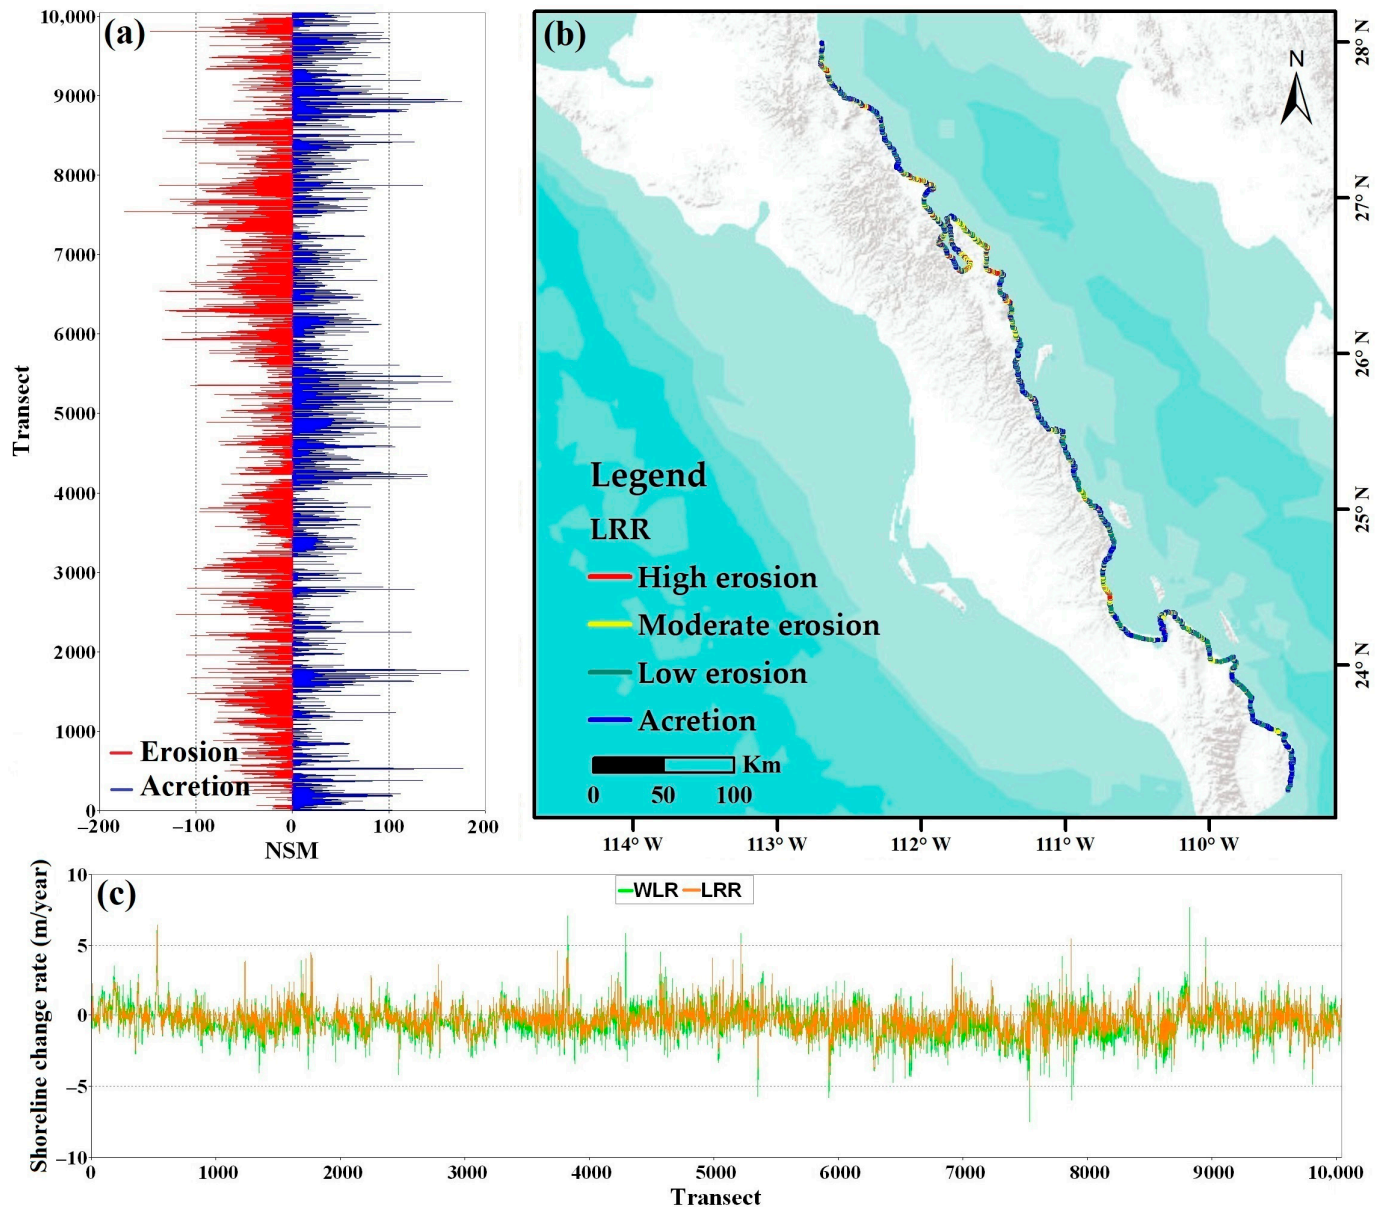 (a)
10,000
9000
8000
7000
6000
5000
4000
3000
2000
1000
0
Transect
Erosion
Acretion
−200
−100
0
100
200
NSM
(b)
N
28° N
27° N
26° N
25° N
24° N
Legend
LRR
High erosion
Moderate erosion
Low erosion
Acretion
Km
0
50
100
114° W
113° W
112° W
111° W
110° W
(c)
WLR
LRR
Shoreline change rate (m/year)
10
5
0
−5
−10
0
1000
2000
3000
4000
5000
6000
7000
8000
9000
10,000
Transect